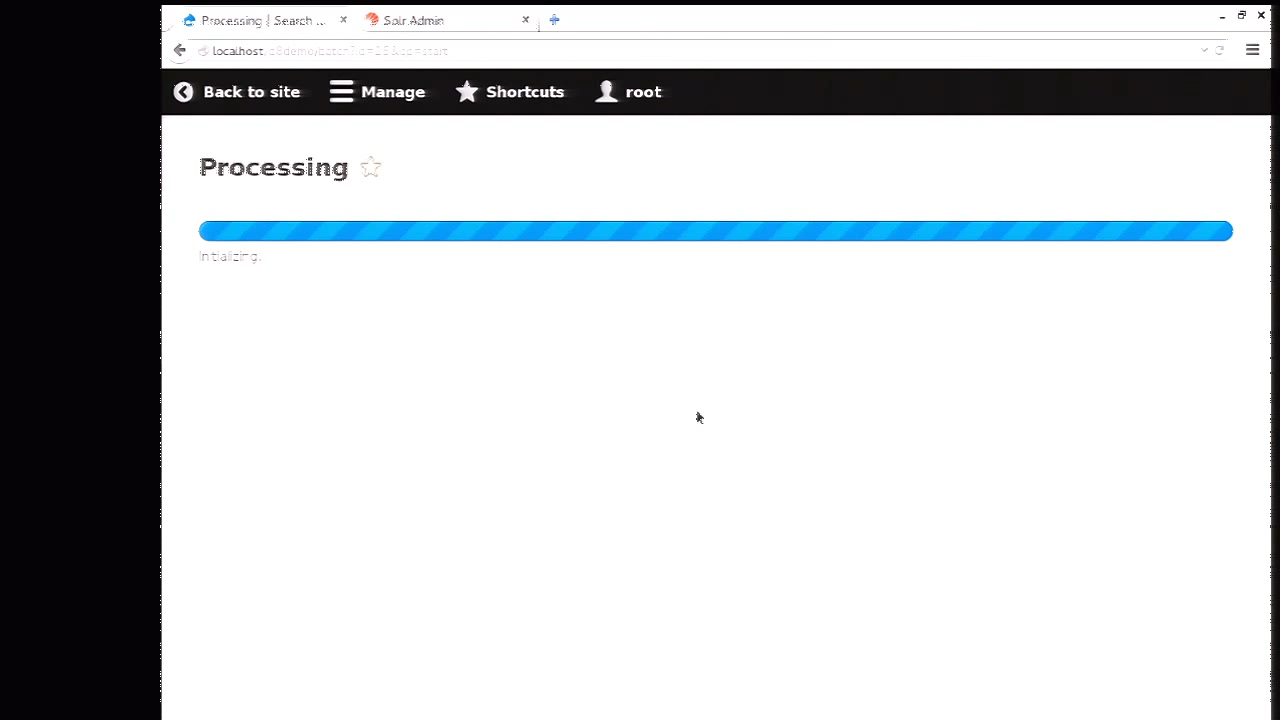 Processing | Search ...
Solr Admin
localhost
Back to site
Manage
Shortcuts
root
Processing
Initializing.